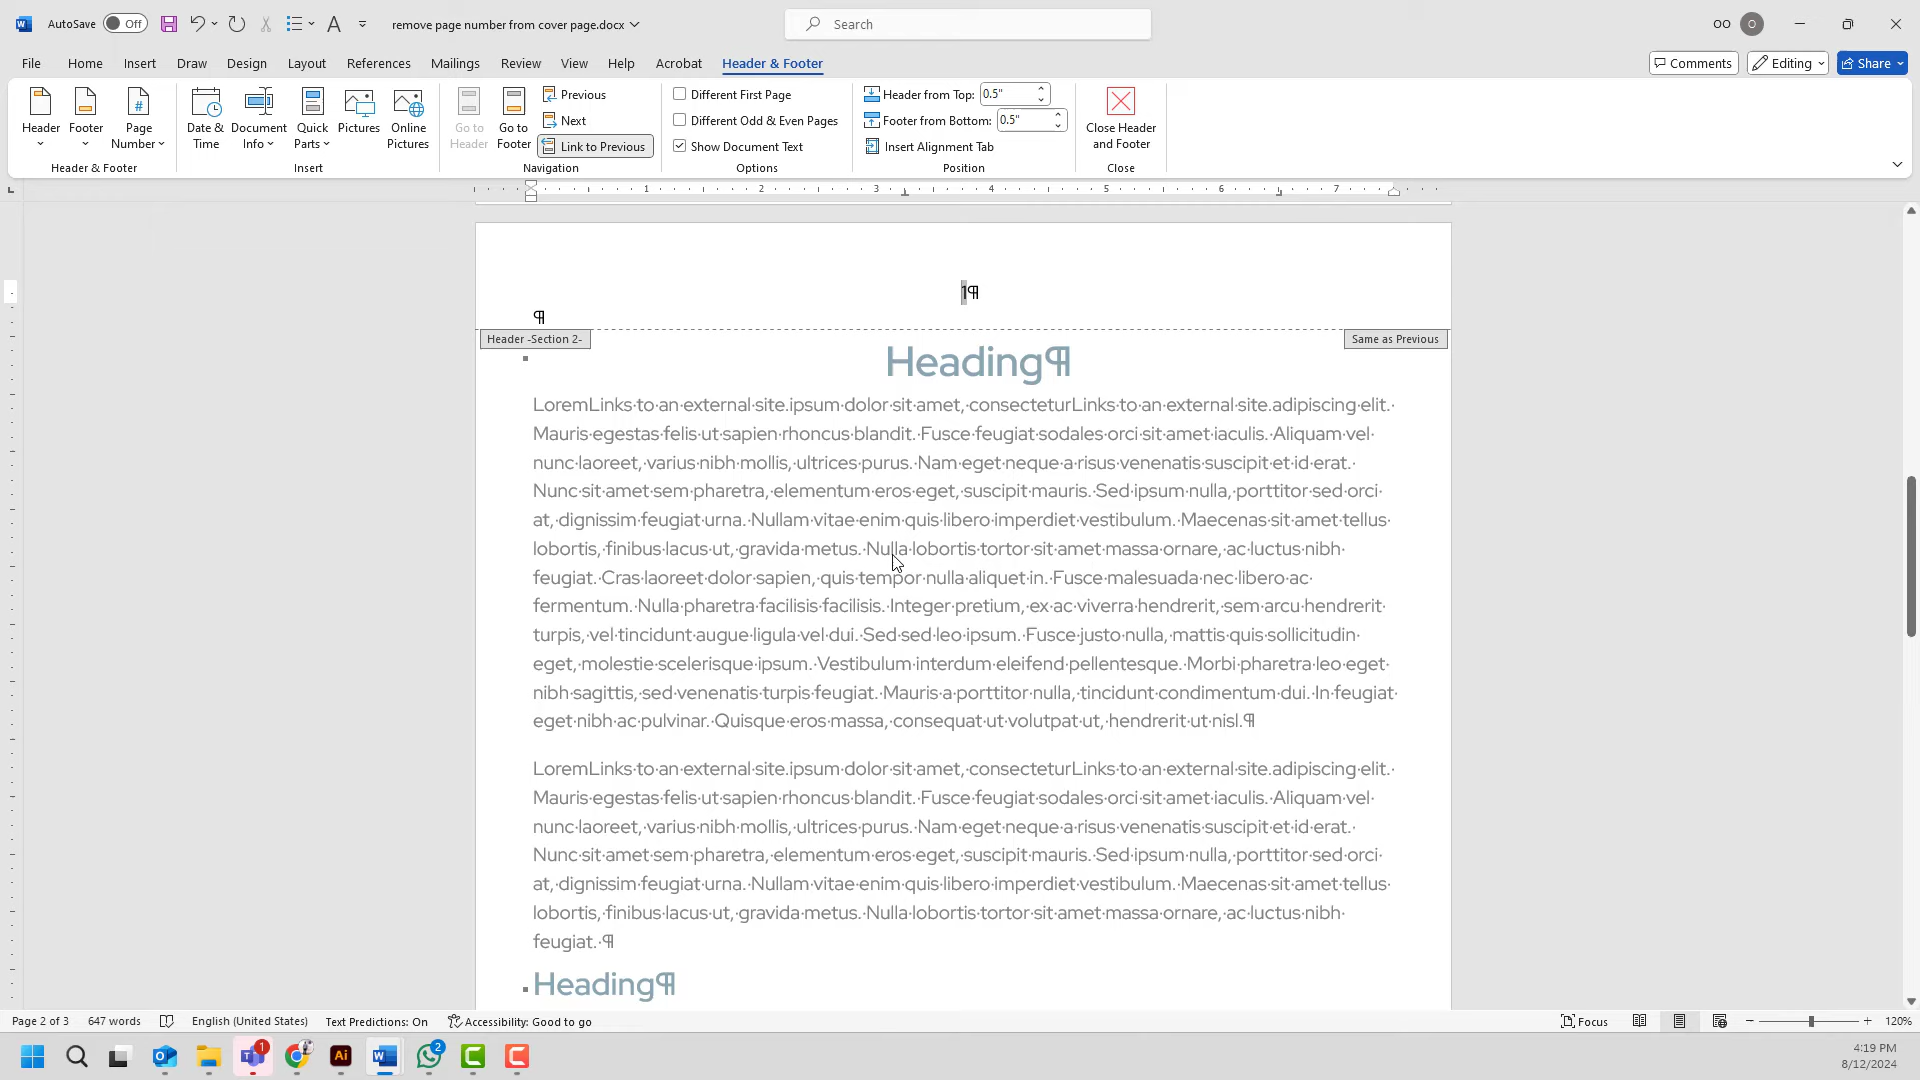 AutoSave Off remove page number from cover page.docx Search OO O
File Home Insert Draw Design Layout References Mailings Review View Help Acrobat Header & Footer Comments Editing Share
Header Footer Page Number
Header & Footer
Date & Time Document Info Quick Parts Pictures Online Pictures
Insert
Go to Header Go to Footer
Previous
Next
Link to Previous
Navigation
Different First Page
Different Odd & Even Pages
Show Document Text
Options
Header from Top: 0.5"
Footer from Bottom: 0.5"
Insert Alignment Tab
Position
Close Header and Footer
Close
1 2 3 4 5 6 7
1¶
¶
Header -Section 2- Same as Previous
Heading¶
LoremLinks·to·an·external·site.ipsum·dolor·sit·amet,·consecteturLinks·to·an·external·site.adipiscing·elit.·
Mauris·egestas·felis·ut·sapien·rhoncus·blandit.·Fusce·feugiat·sodales·orci·sit·amet·iaculis.·Aliquam·vel·
nunc·laoreet,·varius·nibh·mollis,·ultrices·purus.·Nam·eget·neque·a·risus·venenatis·suscipit·et·id·erat.·
Nunc·sit·amet·sem·pharetra,·elementum·eros·eget,·suscipit·mauris.·Sed·ipsum·nulla,·porttitor·sed·orci·
at,·dignissim·feugiat·urna.·Nullam·vitae·enim·quis·libero·imperdiet·vestibulum.·Maecenas·sit·amet·tellus·
lobortis,·finibus·lacus·ut,·gravida·metus.·Nulla·lobortis·tortor·sit·amet·massa·ornare,·ac·luctus·nibh·
feugiat.·Cras·laoreet·dolor·sapien,·quis·tempor·nulla·aliquet·in.·Fusce·malesuada·nec·libero·ac·
fermentum.·Nulla·pharetra·facilisis·facilisis.·Integer·pretium,·ex·ac·viverra·hendrerit,·sem·arcu·hendrerit·
turpis,·vel·tincidunt·augue·ligula·vel·dui.·Sed·sed·leo·ipsum.·Fusce·justo·nulla,·mattis·quis·sollicitudin·
eget,·molestie·scelerisque·ipsum.·Vestibulum·interdum·eleifend·pellentesque.·Morbi·pharetra·leo·eget·
nibh·sagittis,·sed·venenatis·turpis·feugiat.·Mauris·a·porttitor·nulla,·tincidunt·condimentum·dui.·In·feugiat·
eget·nibh·ac·pulvinar.·Quisque·eros·massa,·consequat·ut·volutpat·ut,·hendrerit·ut·nisl.¶
LoremLinks·to·an·external·site.ipsum·dolor·sit·amet,·consecteturLinks·to·an·external·site.adipiscing·elit.·
Mauris·egestas·felis·ut·sapien·rhoncus·blandit.·Fusce·feugiat·sodales·orci·sit·amet·iaculis.·Aliquam·vel·
nunc·laoreet,·varius·nibh·mollis,·ultrices·purus.·Nam·eget·neque·a·risus·venenatis·suscipit·et·id·erat.·
Nunc·sit·amet·sem·pharetra,·elementum·eros·eget,·suscipit·mauris.·Sed·ipsum·nulla,·porttitor·sed·orci·
at,·dignissim·feugiat·urna.·Nullam·vitae·enim·quis·libero·imperdiet·vestibulum.·Maecenas·sit·amet·tellus·
lobortis,·finibus·lacus·ut,·gravida·metus.·Nulla·lobortis·tortor·sit·amet·massa·ornare,·ac·luctus·nibh·
feugiat.·¶
Heading¶
Page 2 of 3 647 words English (United States) Text Predictions: On Accessibility: Good to go Focus 120%
1 Ai 2
4:19 PM
8/12/2024